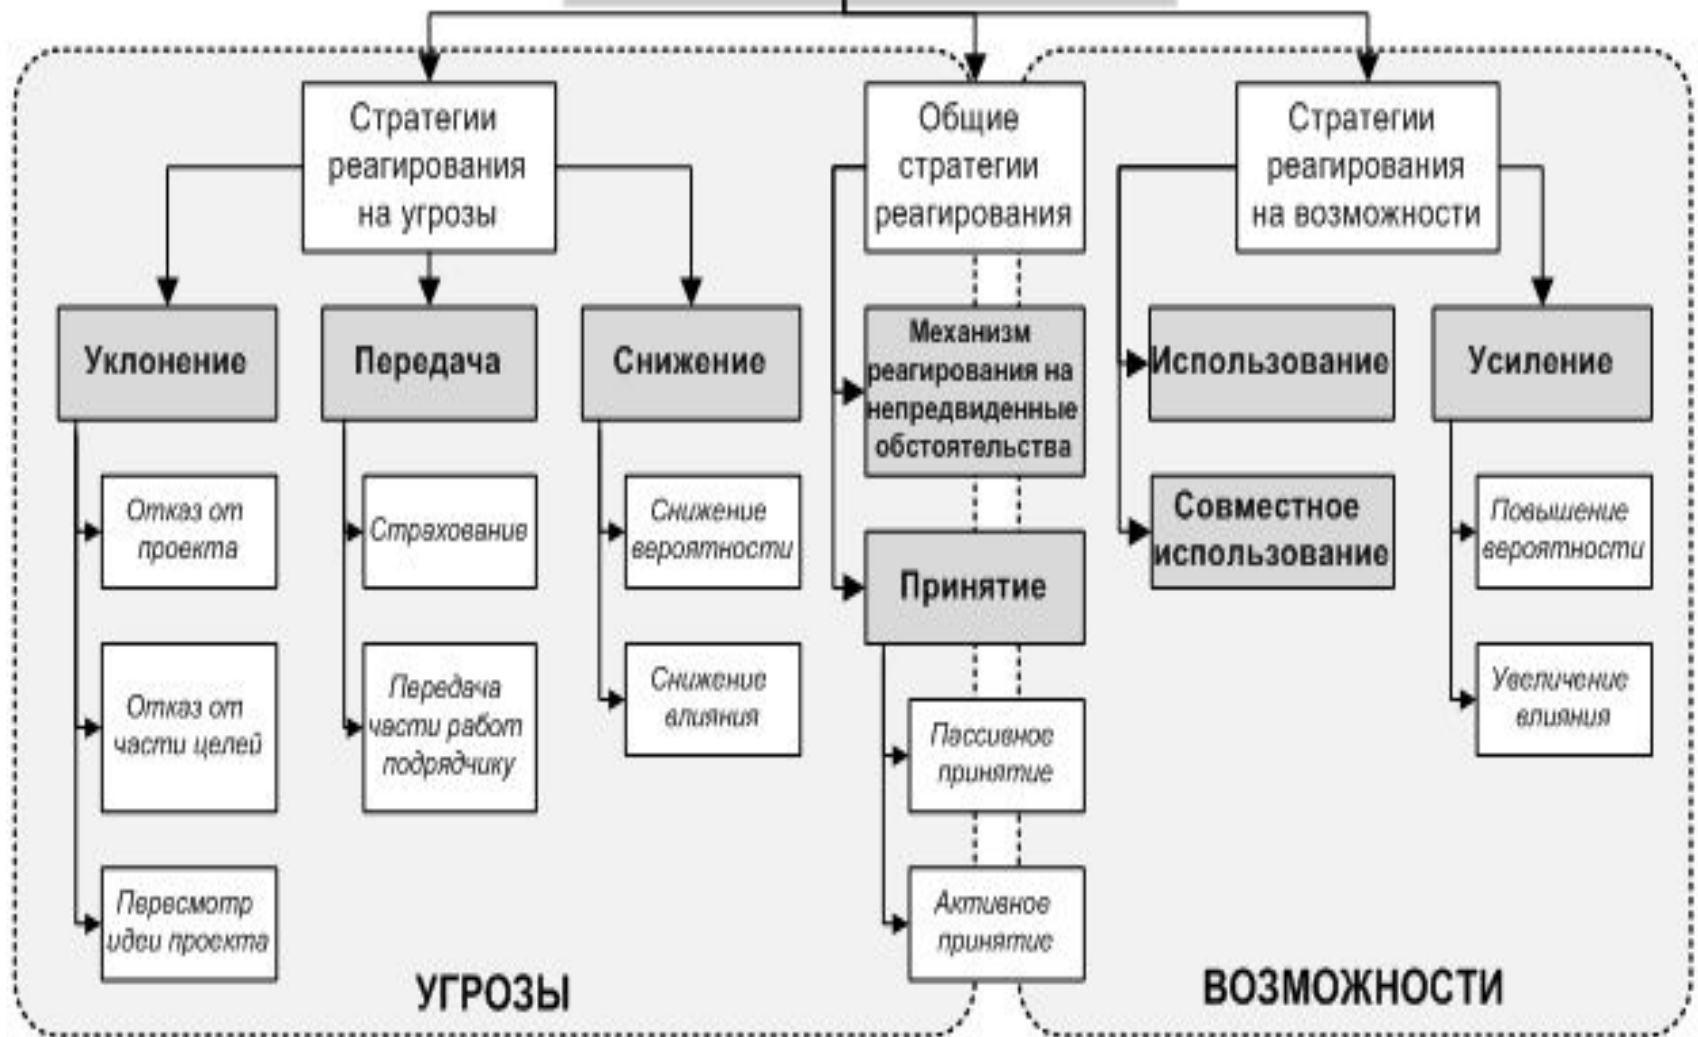 Стратегии
реагирования
на угрозы
Общие
стратегии
реагирования
Стратегии
реагирования
на возможности
Уклонение
Передача
Снижение
Механизм
реагирования на
непредвиденные
обстоятельства
Использование
Усиление
Отказ от
проекта
Страхование
Снижение
вероятности
Совместное
использование
Повышение
вероятности
Принятие
Отказ от
части целей
Передача
части работ
подрядчику
Снижение
влияния
Увеличение
влияния
Пассивное
принятие
Пересмотр
идеи проекта
Активное
принятие
УГРОЗЫ
ВОЗМОЖНОСТИ